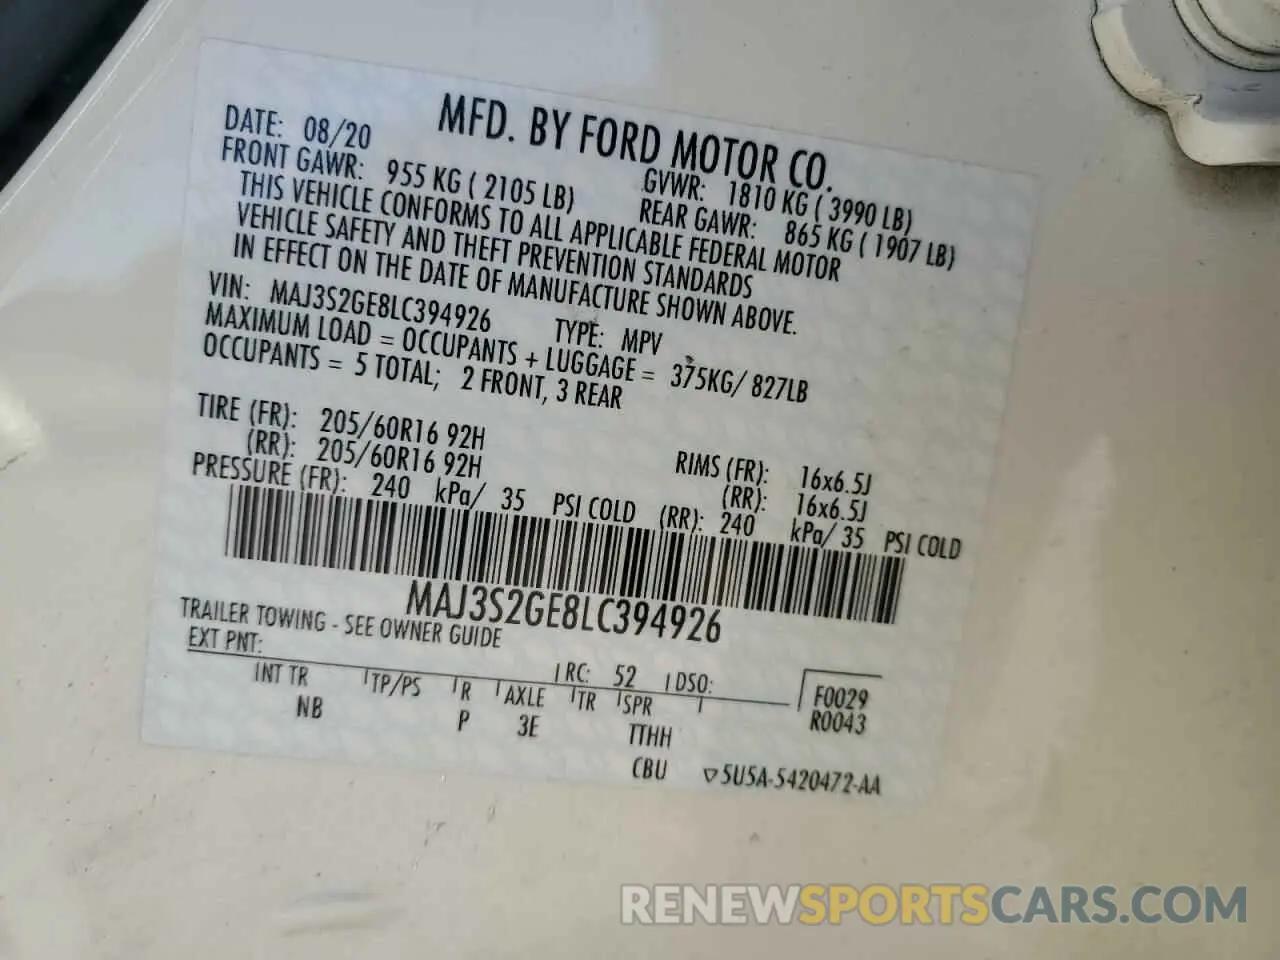 MFD. BY FORD MOTOR CO.
DATE: 08/20 GVWR: 1810 KG ( 3990 LB)
FRONT GAWR: 955 KG ( 2105 LB) REAR GAWR: 865 KG ( 1907 LB)
THIS VEHICLE CONFORMS TO ALL APPLICABLE FEDERAL MOTOR
VEHICLE SAFETY AND THEFT PREVENTION STANDARDS
IN EFFECT ON THE DATE OF MANUFACTURE SHOWN ABOVE.
VIN: MAJ3S2GE8LC394926 TYPE: MPV
MAXIMUM LOAD = OCCUPANTS + LUGGAGE = 375KG/ 827LB
OCCUPANTS = 5 TOTAL; 2 FRONT, 3 REAR
TIRE (FR): 205/60R16 92H RIMS (FR): 16x6.5J
(RR): 205/60R16 92H (RR): 16x6.5J
PRESSURE (FR): 240 kPa/ 35 PSI COLD (RR): 240 kPa/ 35 PSI COLD
MAJ3S2GE8LC394926
TRAILER TOWING - SEE OWNER GUIDE
EXT PNT: RC: 52 DSO:
INT TR TP/PS R AXLE TR SPR F0029
NB P 3E TTHH R0043
CBU ▽5U5A-5420472-AA
RENEWSPORTSCARS.COM